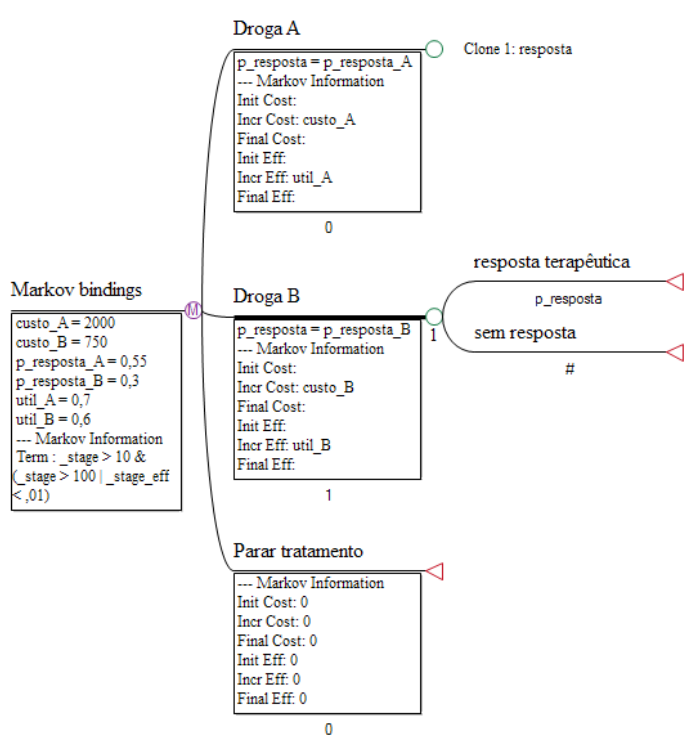 Droga A
Clone 1: resposta
p_resposta = p_resposta_A
--- Markov Information
Init Cost:
Incr Cost: custo_A
Final Cost:
Init Eff:
Incr Eff: util_A
Final Eff:
0
Markov bindings
M
custo_A = 2000
custo_B = 750
p_resposta_A = 0,55
p_resposta_B = 0,3
util_A = 0,7
util_B = 0,6
--- Markov Information
Term : _stage > 10 &
(_stage > 100 | _stage_eff
< ,01)
Droga B
p_resposta = p_resposta_B
--- Markov Information
Init Cost:
Incr Cost: custo_B
Final Cost:
Init Eff:
Incr Eff: util_B
Final Eff:
1
1
resposta terapêutica
p_resposta
sem resposta
#
Parar tratamento
--- Markov Information
Init Cost: 0
Incr Cost: 0
Final Cost: 0
Init Eff: 0
Incr Eff: 0
Final Eff: 0
0